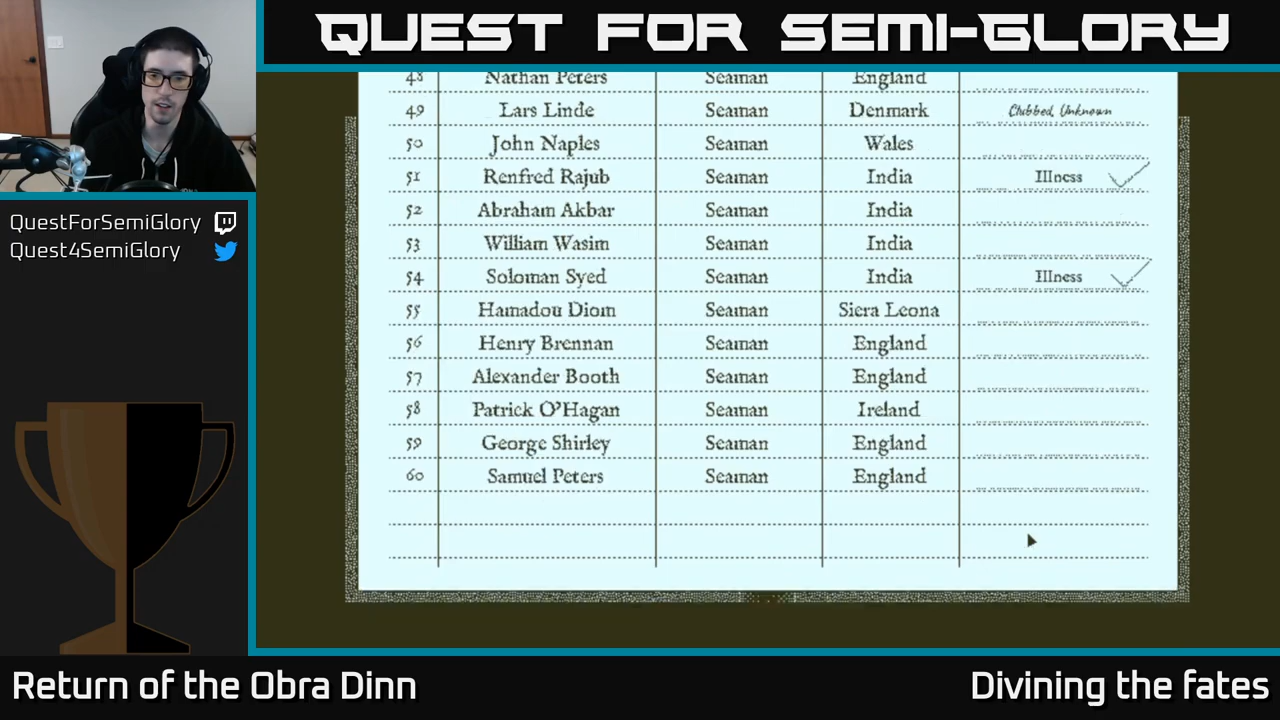 QUEST FOR SEMI-GLORY
QuestForSemiGlory
Quest4SemiGlory
48 Nathan Peters Seaman England
49 Lars Linde Seaman Denmark Clubbed, Unknown
50 John Naples Seaman Wales
51 Renfred Rajub Seaman India Illness
52 Abraham Akbar Seaman India
53 William Wasim Seaman India
54 Soloman Syed Seaman India Illness
55 Hamadou Diom Seaman Siera Leona
56 Henry Brennan Seaman England
57 Alexander Booth Seaman England
58 Patrick O'Hagan Seaman Ireland
59 George Shirley Seaman England
60 Samuel Peters Seaman England
Return of the Obra Dinn
Divining the fates